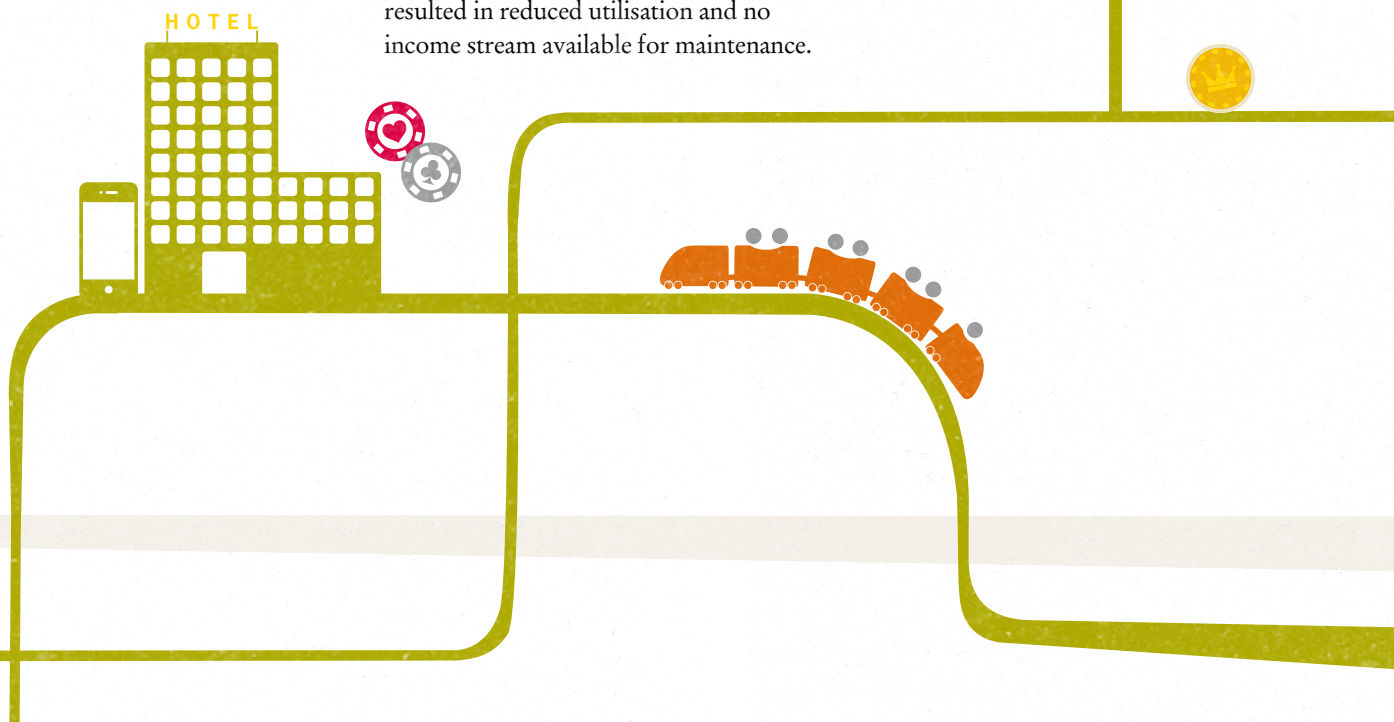 HOTEL
resulted in reduced utilisation and no
income stream available for maintenance.